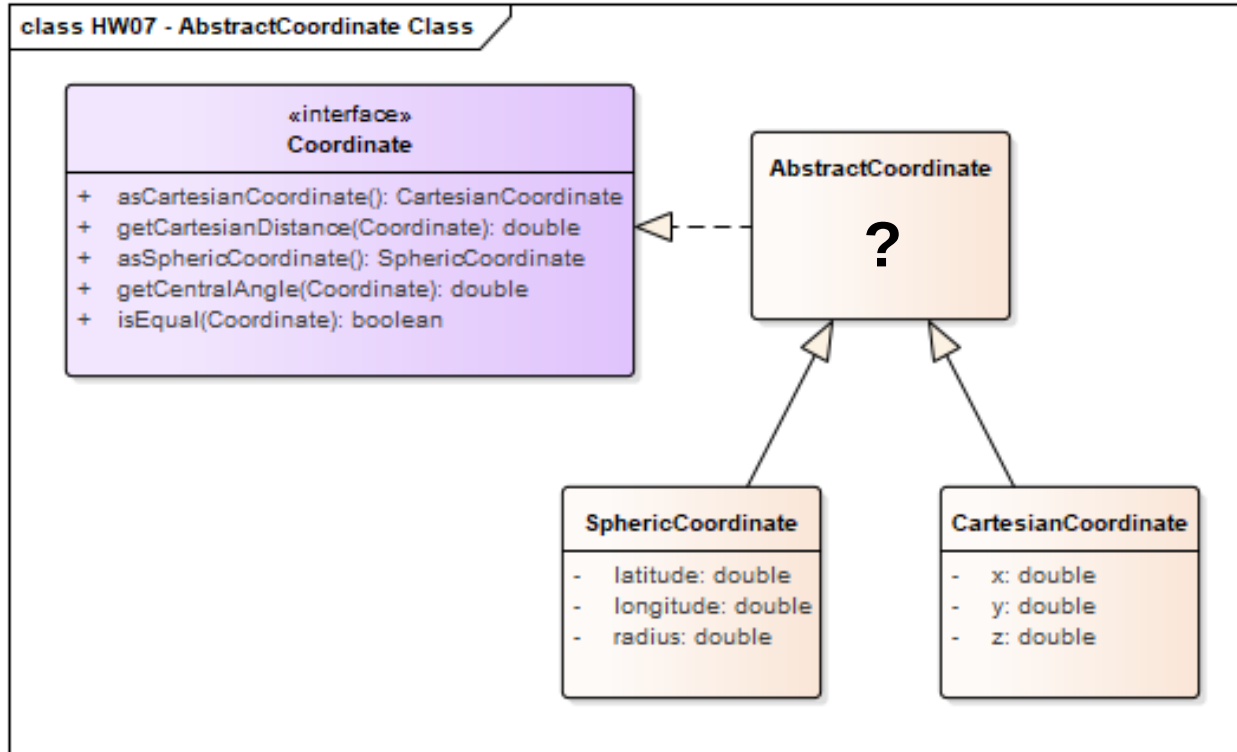 class HW07 - AbstractCoordinate Class
«interface»
Coordinate
+ asCartesianCoordinate(): CartesianCoordinate
+ getCartesianDistance(Coordinate): double
+ asSphericCoordinate(): SphericCoordinate
+ getCentralAngle(Coordinate): double
+ isEqual(Coordinate): boolean
AbstractCoordinate
?
SphericCoordinate
- latitude: double
- longitude: double
- radius: double
CartesianCoordinate
- x: double
- y: double
- z: double